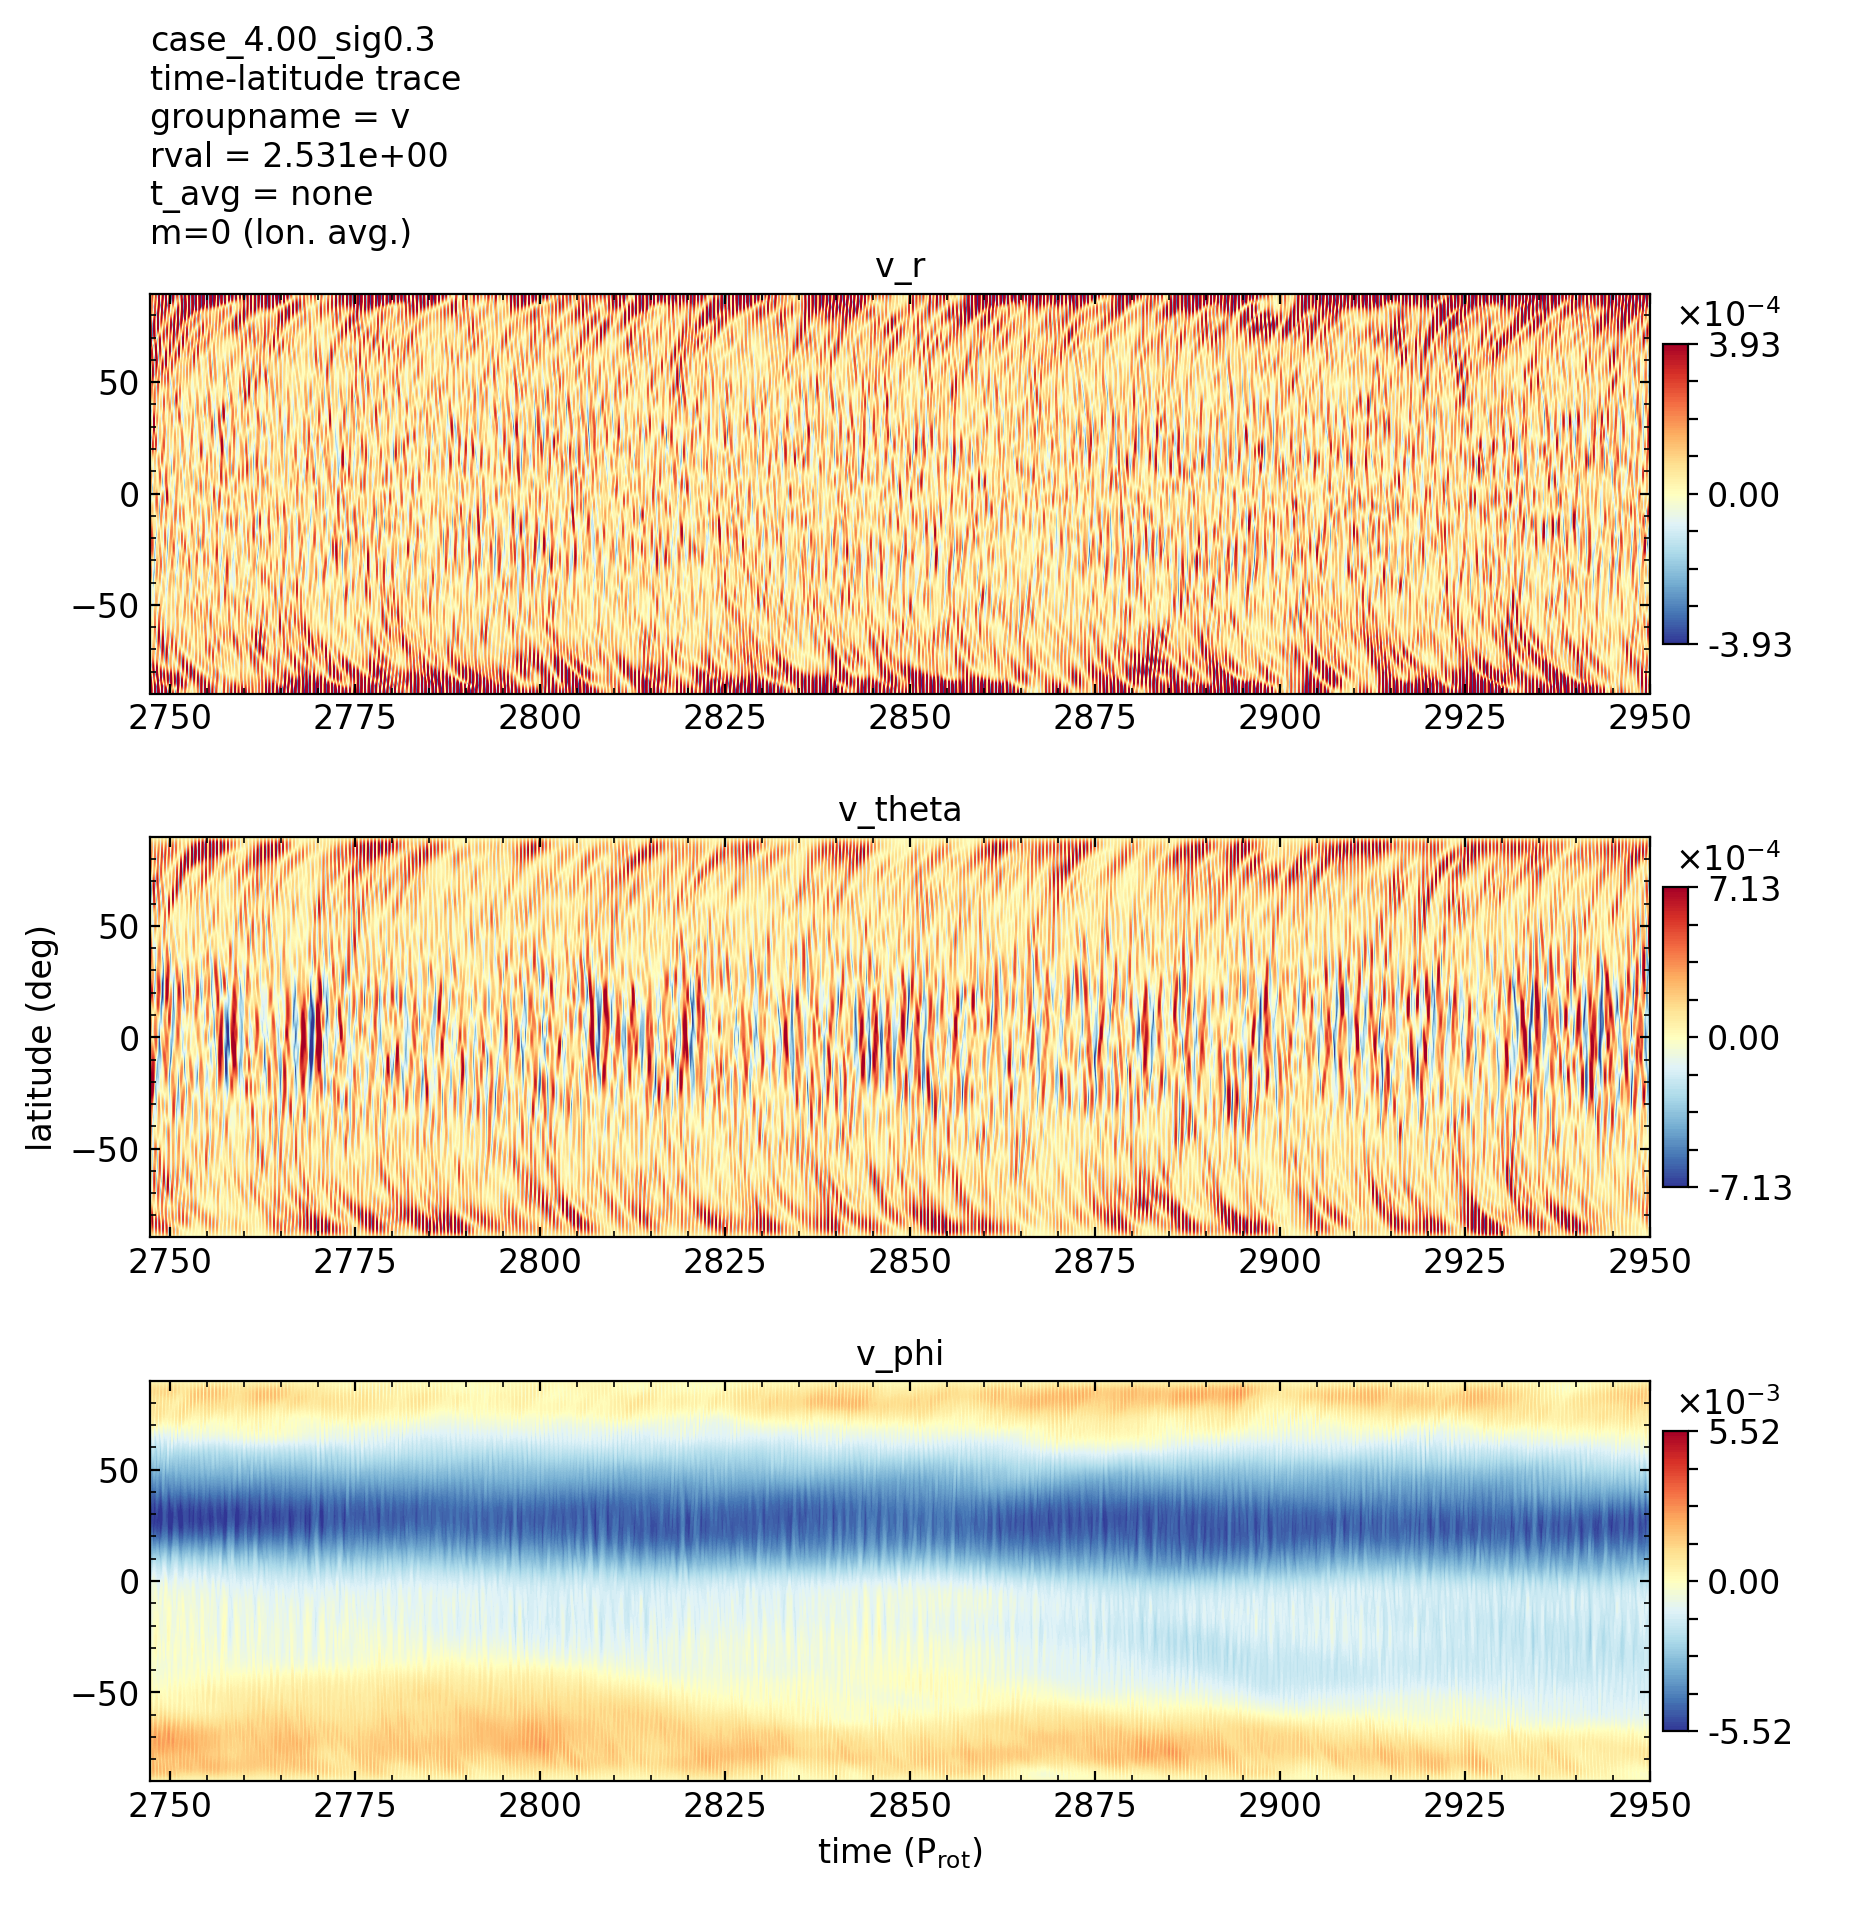 case_4.00_sig0.3
time-latitude trace
groupname = v
rval = 2.531e+00
t_avg = none
m=0 (lon. avg.)
v_r
×10⁻⁴
3.93
0.00
-3.93
50
0
−50
2750 2775 2800 2825 2850 2875 2900 2925 2950
v_theta
×10⁻⁴
7.13
0.00
-7.13
latitude (deg)
50
0
−50
2750 2775 2800 2825 2850 2875 2900 2925 2950
v_phi
×10⁻³
5.52
0.00
-5.52
50
0
−50
2750 2775 2800 2825 2850 2875 2900 2925 2950
time (P_rot)